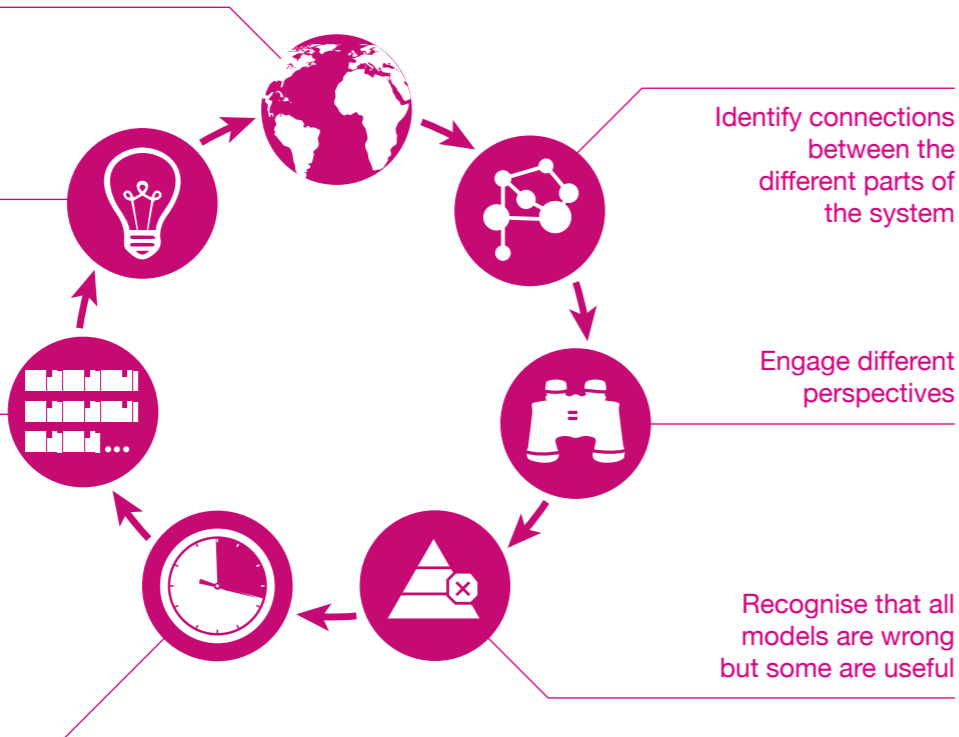 Identify connections
between the
different parts of
the system
Engage different
perspectives
Recognise that all
models are wrong
but some are useful